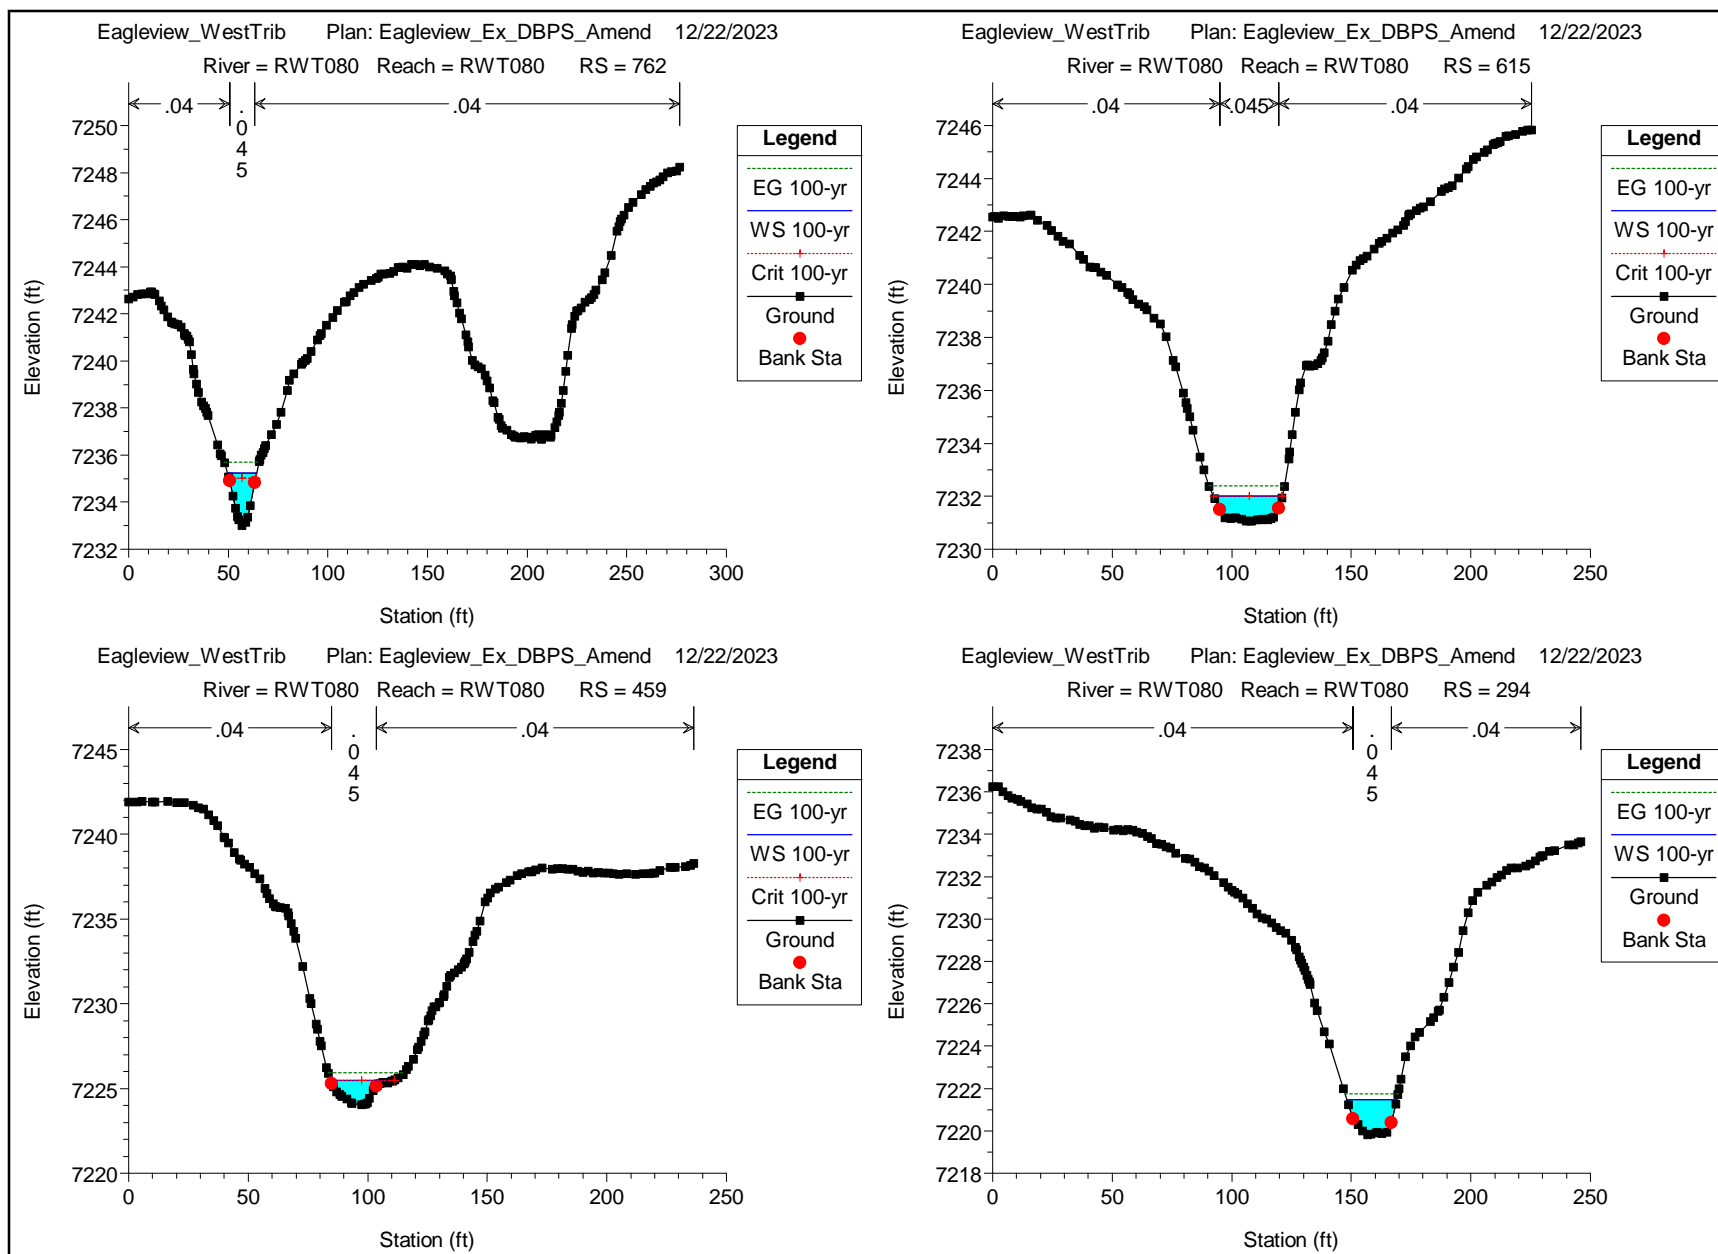 Eagleview_WestTrib Plan: Eagleview_Ex_DBPS_Amend 12/22/2023
River = RWT080 Reach = RWT080 RS = 762
.04
.045
.04
7250
7248
7246
7244
7242
7240
7238
7236
7234
7232
Elevation (ft)
0 50 100 150 200 250 300
Station (ft)
Legend
EG 100-yr
WS 100-yr
Crit 100-yr
Ground
Bank Sta
Eagleview_WestTrib Plan: Eagleview_Ex_DBPS_Amend 12/22/2023
River = RWT080 Reach = RWT080 RS = 615
.04
.045
.04
7246
7244
7242
7240
7238
7236
7234
7232
7230
Elevation (ft)
0 50 100 150 200 250
Station (ft)
Legend
EG 100-yr
WS 100-yr
Crit 100-yr
Ground
Bank Sta
Eagleview_WestTrib Plan: Eagleview_Ex_DBPS_Amend 12/22/2023
River = RWT080 Reach = RWT080 RS = 459
.04
.045
.04
7245
7240
7235
7230
7225
7220
Elevation (ft)
0 50 100 150 200 250
Station (ft)
Legend
EG 100-yr
WS 100-yr
Crit 100-yr
Ground
Bank Sta
Eagleview_WestTrib Plan: Eagleview_Ex_DBPS_Amend 12/22/2023
River = RWT080 Reach = RWT080 RS = 294
.04
.045
.04
7238
7236
7234
7232
7230
7228
7226
7224
7222
7220
7218
Elevation (ft)
0 50 100 150 200 250
Station (ft)
Legend
EG 100-yr
WS 100-yr
Ground
Bank Sta